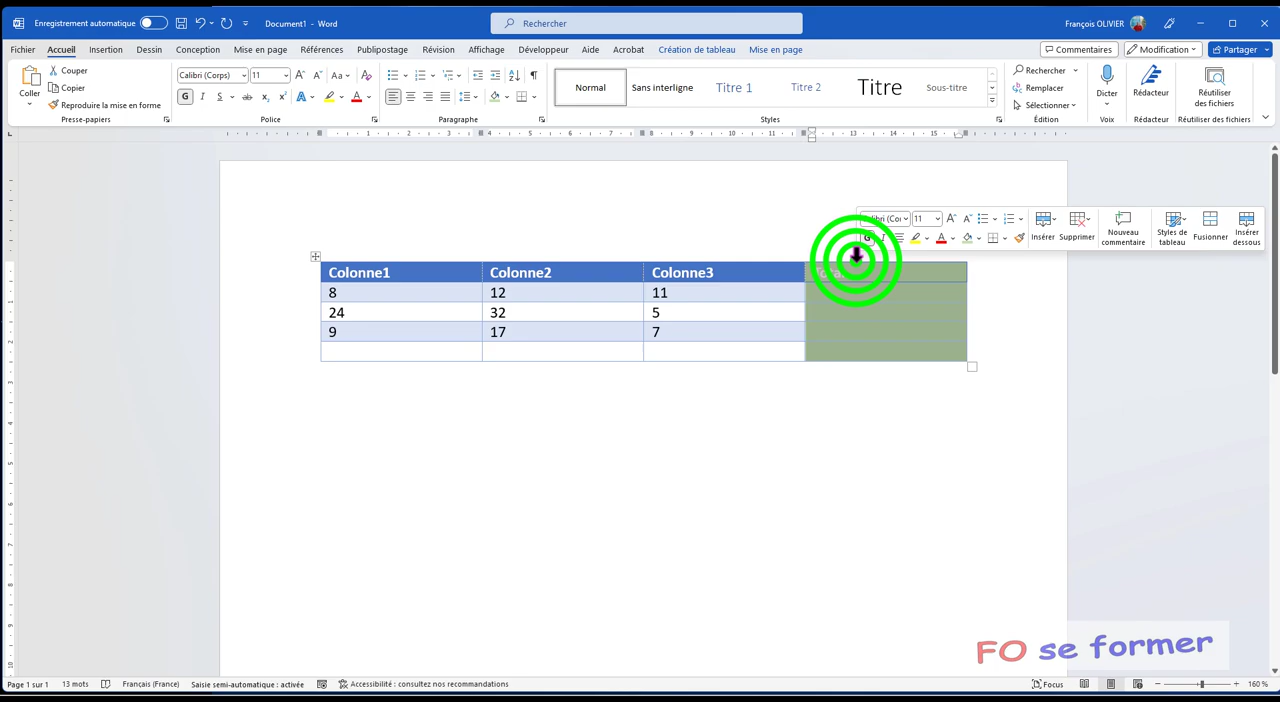 Enregistrement automatique
Document1 - Word
Rechercher
François OLIVIER
Fichier Accueil Insertion Dessin Conception Mise en page Références Publipostage Révision Affichage Développeur Aide Acrobat Création de tableau Mise en page
Commentaires Modification Partager
Coller
Couper
Copier
Reproduire la mise en forme
Presse-papiers
Calibri (Corps) 11
Police
Paragraphe
Normal Sans interligne Titre 1 Titre 2 Titre Sous-titre
Styles
Rechercher
Remplacer
Sélectionner
Édition
Dicter
Voix
Rédacteur
Rédacteur
Réutiliser
des fichiers
Réutiliser des fichiers
11
Insérer Supprimer
Nouveau
commentaire
Styles de
tableau
Fusionner
Insérer
dessous
Colonne1 Colonne2 Colonne3
8 12 11
24 32 5
9 17 7
FO se former
Page 1 sur 1 13 mots Français (France) Saisie semi-automatique : activée Accessibilité : consultez nos recommandations
Focus 160 %